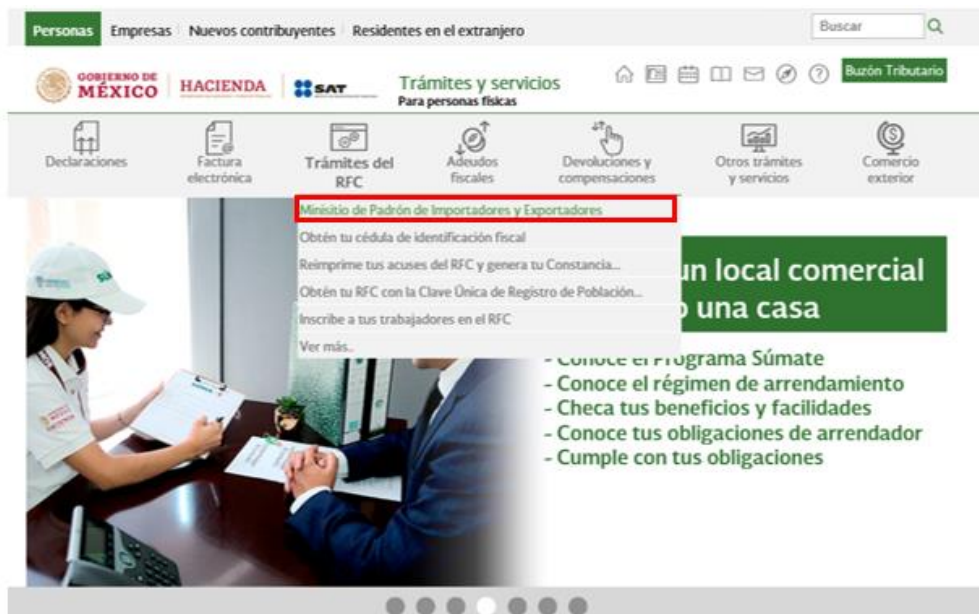 Personas Empresas Nuevos contribuyentes Residentes en el extranjero Buscar
GOBIERNO DE
MÉXICO
HACIENDA
SAT
Trámites y servicios
Para personas físicas
Buzón Tributario
Declaraciones
Factura
electrónica
Trámites del
RFC
Adeudos
fiscales
Devoluciones y
compensaciones
Otros trámites
y servicios
Comercio
exterior
Minisitio de Padrón de Importadores y Exportadores
Obtén tu cédula de identificación fiscal
Reimprime tus acuses del RFC y genera tu Constancia...
Obtén tu RFC con la Clave Única de Registro de Población...
Inscribe a tus trabajadores en el RFC
Ver más..
un local comercial
una casa
- Conoce el Programa Súmate
- Conoce el régimen de arrendamiento
- Checa tus beneficios y facilidades
- Conoce tus obligaciones de arrendador
- Cumple con tus obligaciones